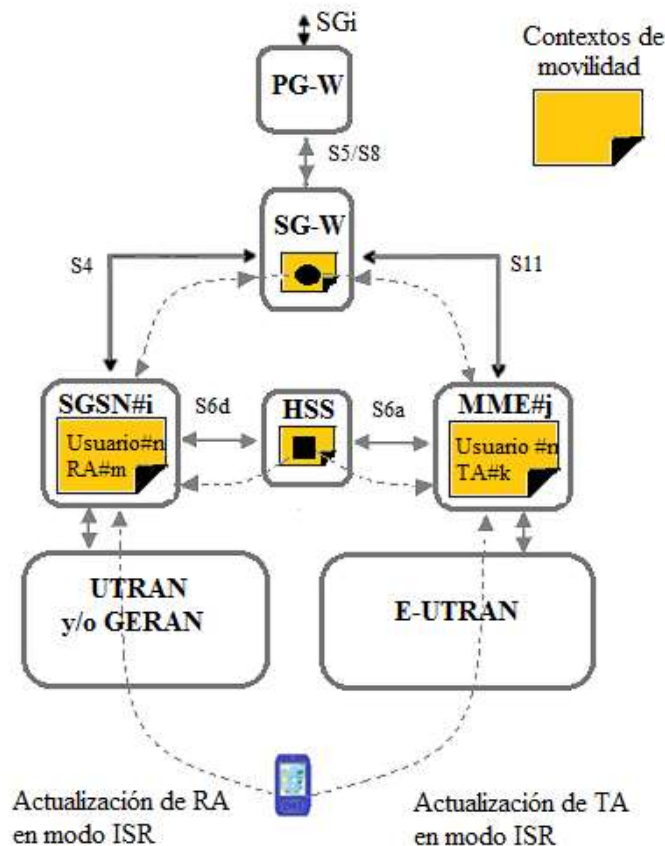 SGi
Contextos de
movilidad
PG-W
S5/S8
SG-W
S4
S11
SGSN#i
S6d
HSS
S6a
MME#j
Usuario#n
RA#m
Usuario #n
TA#k
UTRAN
y/o GERAN
E-UTRAN
Actualización de RA
en modo ISR
Actualización de TA
en modo ISR